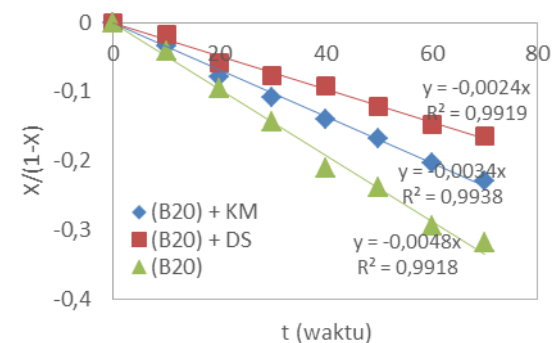 0
0 20 40 60 80
-0,1
-0,2
-0,3
-0,4
X/(1-X)
y = -0,0024x
R² = 0,9919
y = -0,0034x
R² = 0,9938
y = -0,0048x
R² = 0,9918
(B20) + KM
(B20) + DS
(B20)
t (waktu)